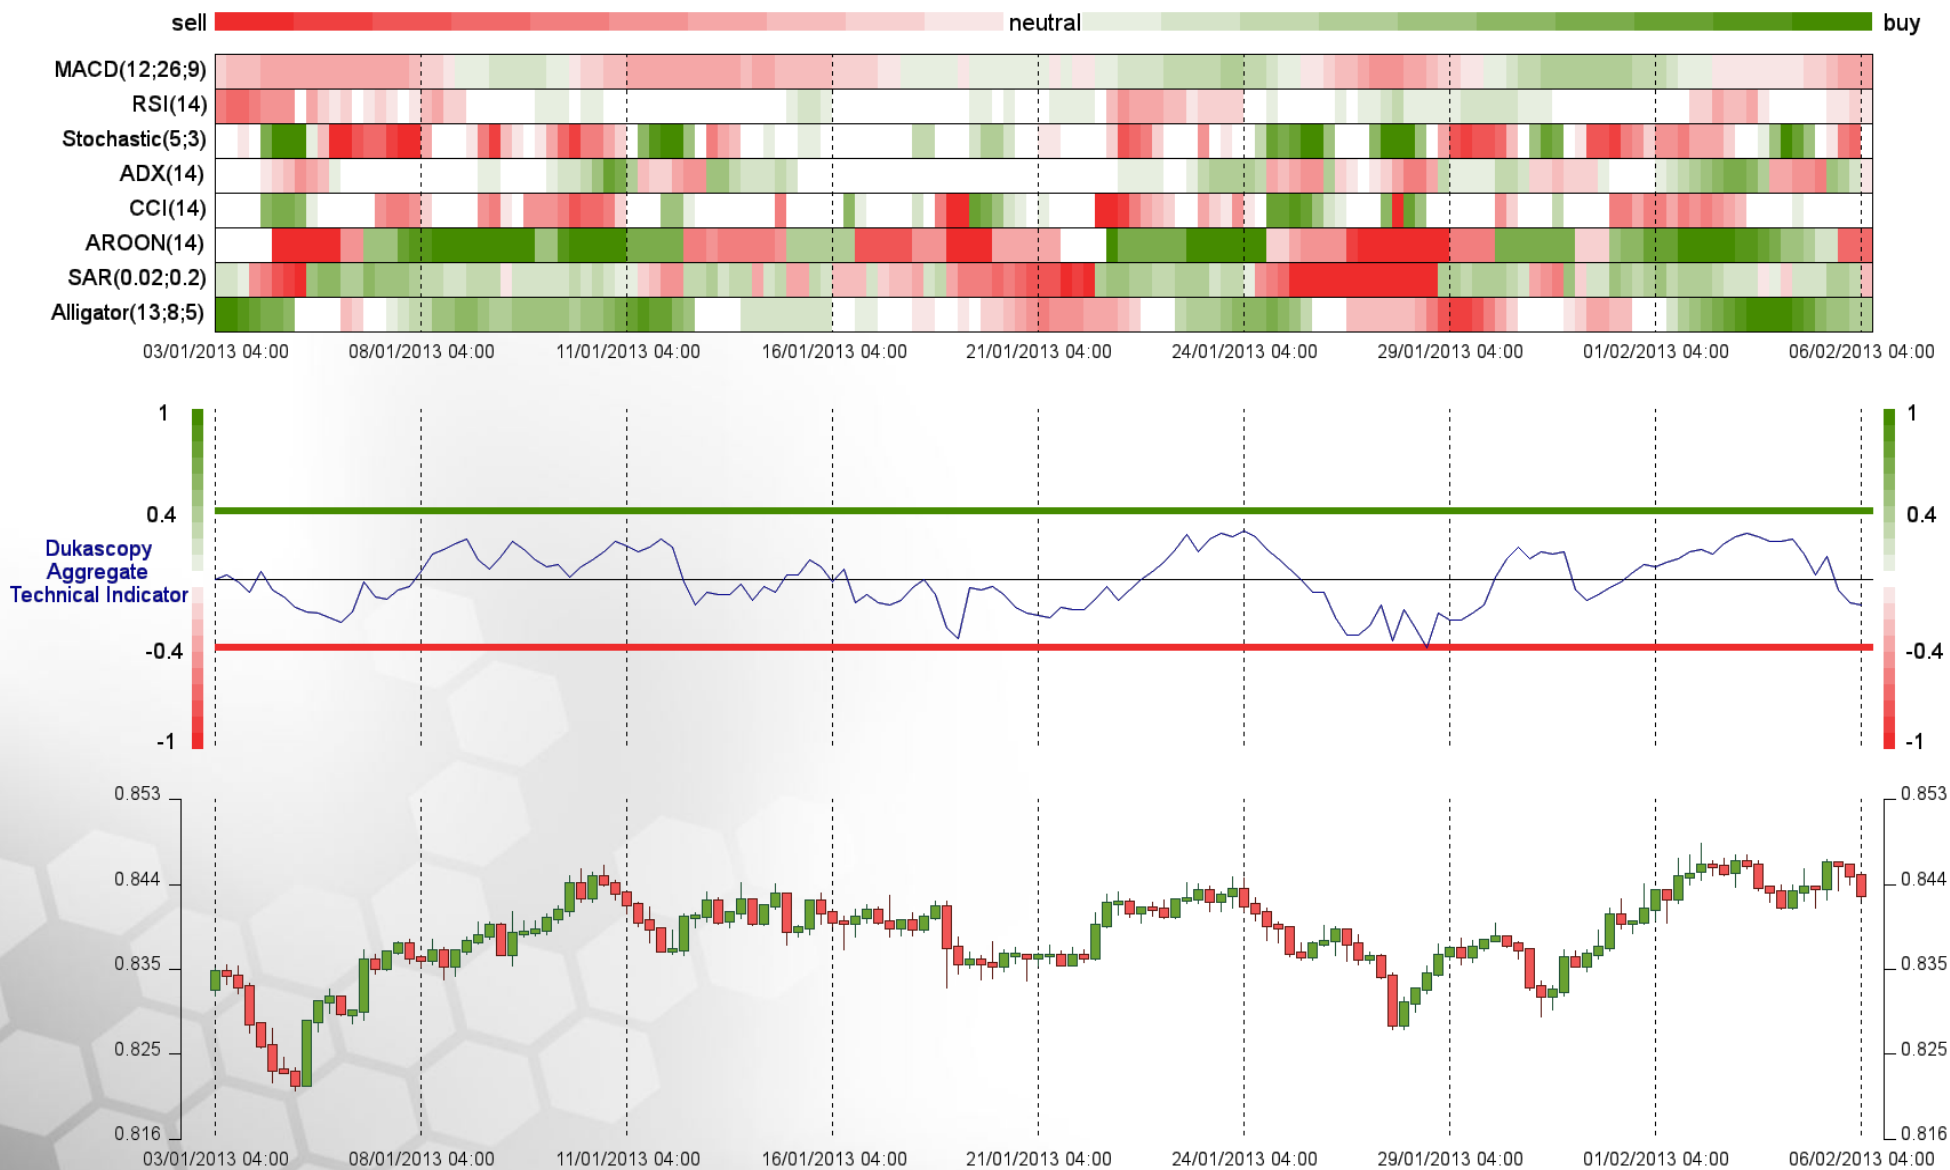 sell neutral buy
MACD(12;26;9)
RSI(14)
Stochastic(5;3)
ADX(14)
CCI(14)
AROON(14)
SAR(0.02;0.2)
Alligator(13;8;5)
03/01/2013 04:00 08/01/2013 04:00 11/01/2013 04:00 16/01/2013 04:00 21/01/2013 04:00 24/01/2013 04:00 29/01/2013 04:00 01/02/2013 04:00 06/02/2013 04:00
1 1
0.4 0.4
Dukascopy
Aggregate
Technical Indicator
-0.4 -0.4
-1 -1
0.853 0.853
0.844 0.844
0.835 0.835
0.825 0.825
0.816 0.816
03/01/2013 04:00 08/01/2013 04:00 11/01/2013 04:00 16/01/2013 04:00 21/01/2013 04:00 24/01/2013 04:00 29/01/2013 04:00 01/02/2013 04:00 06/02/2013 04:00